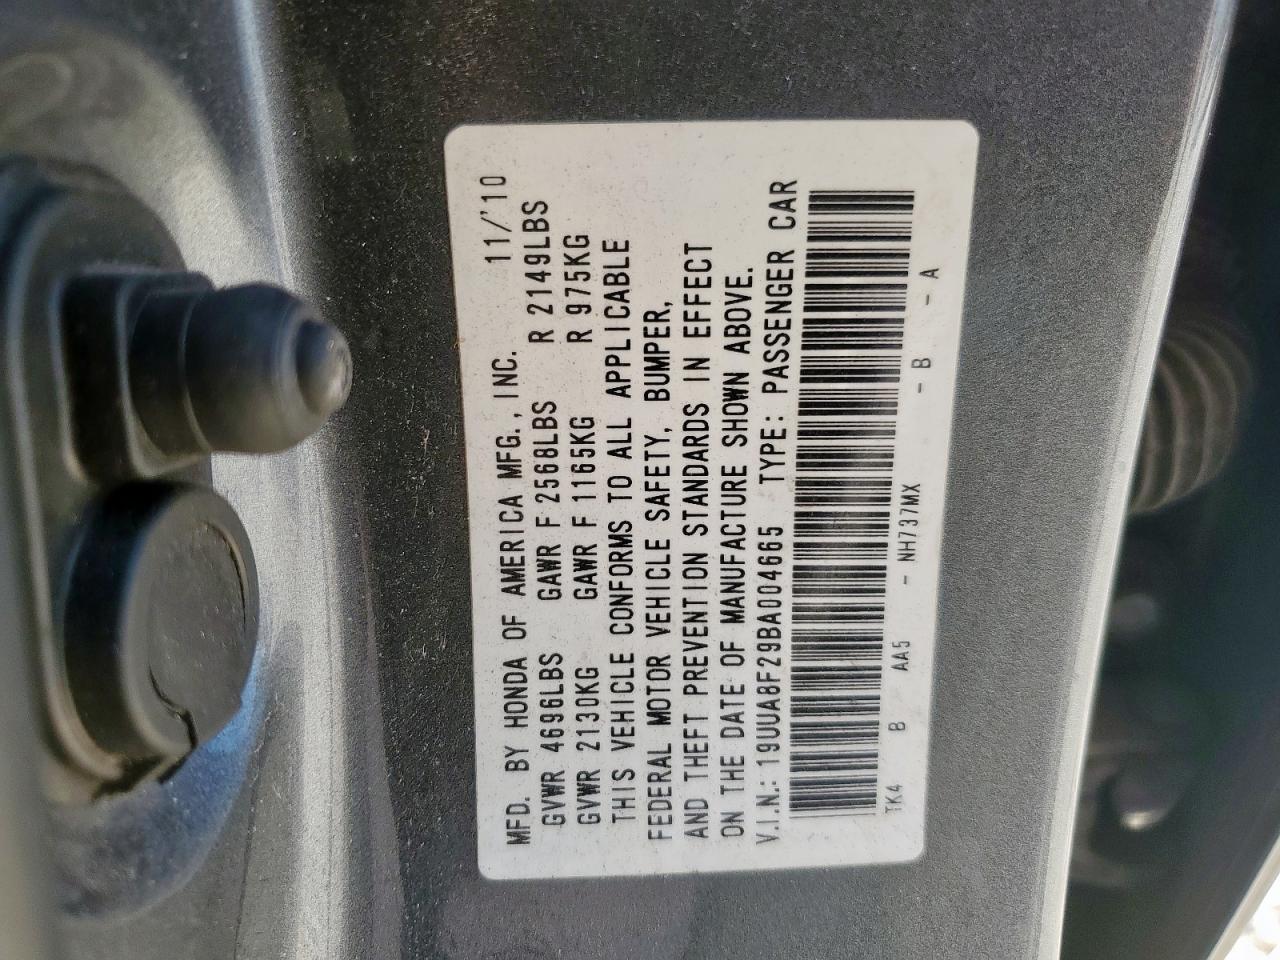 MFD. BY HONDA OF AMERICA MFG., INC. 11/'10
GVWR 4696LBS GAWR F 2568LBS R 2149LBS
GVWR 2130KG GAWR F 1165KG R 975KG
THIS VEHICLE CONFORMS TO ALL APPLICABLE
FEDERAL MOTOR VEHICLE SAFETY, BUMPER,
AND THEFT PREVENTION STANDARDS IN EFFECT
ON THE DATE OF MANUFACTURE SHOWN ABOVE.
V.I.N.: 19UUA8F29BA004665 TYPE: PASSENGER CAR
TK4 B AA5 - NH737MX - B - A